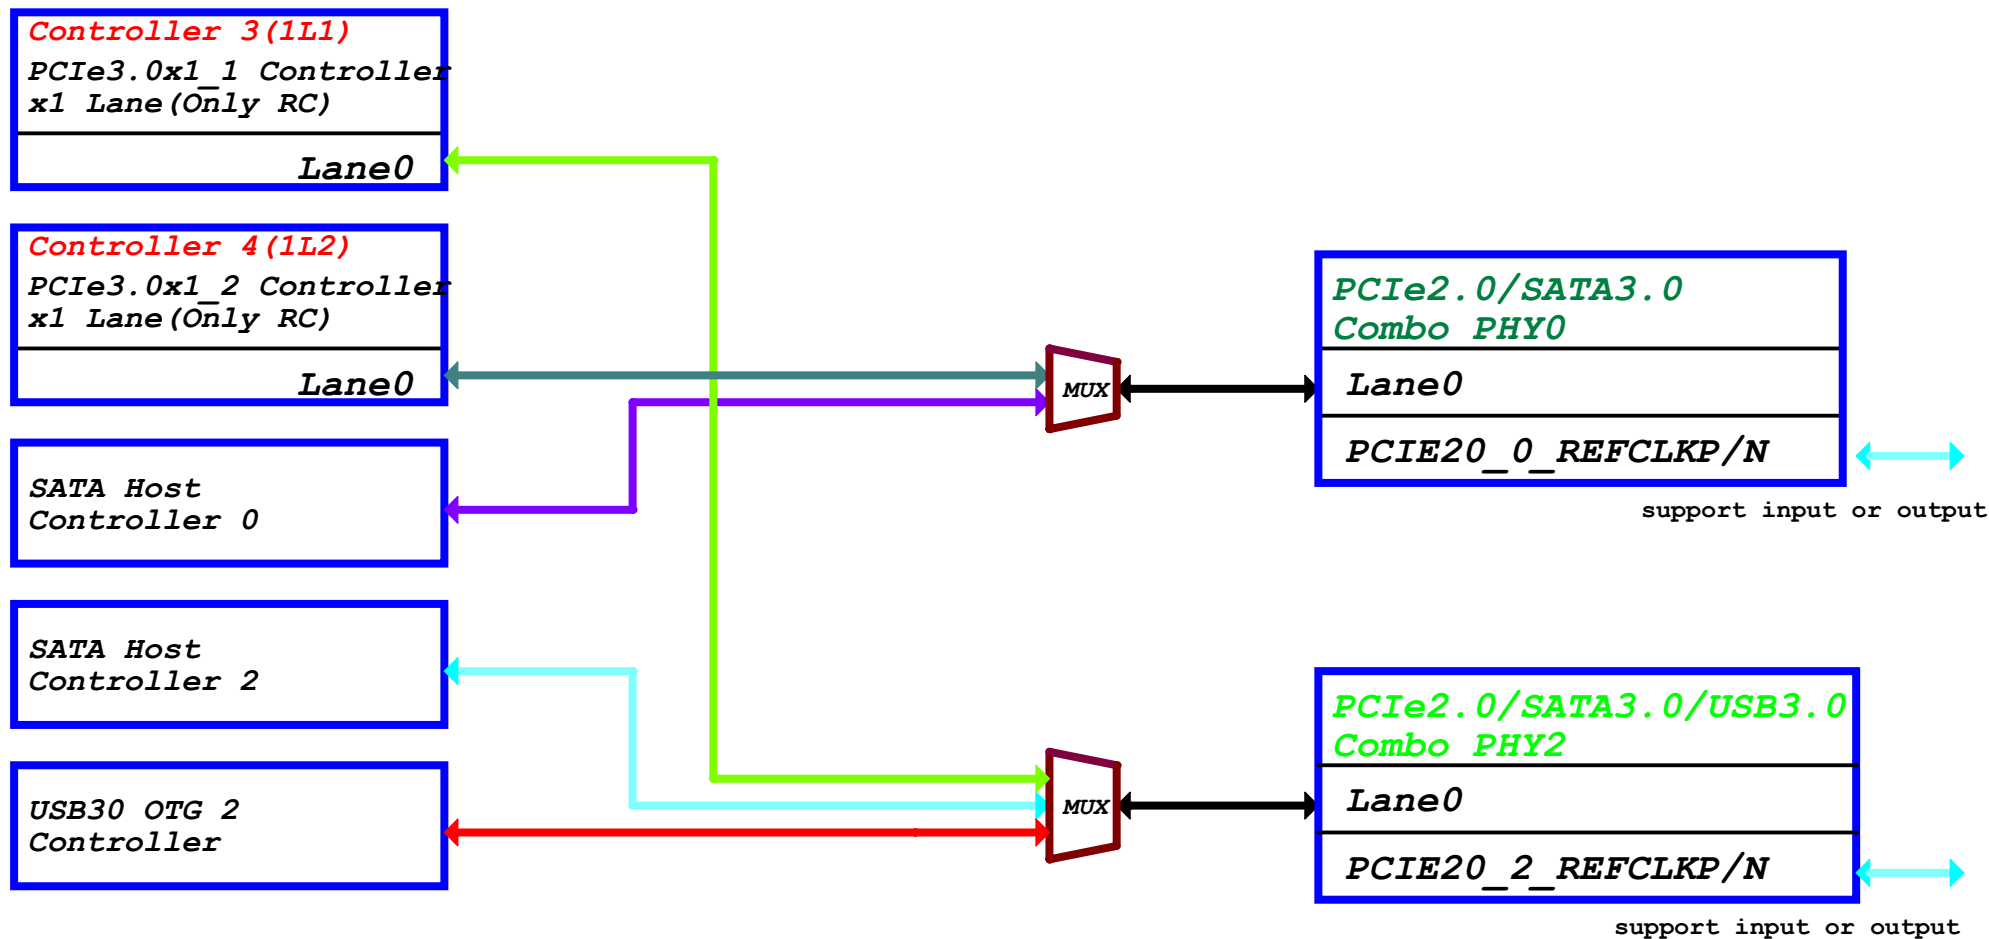 Controller 3(1L1)
PCIe3.0x1_1 Controller
x1 Lane(Only RC)
Lane0
Controller 4(1L2)
PCIe3.0x1_2 Controller
x1 Lane(Only RC)
Lane0
SATA Host
Controller 0
SATA Host
Controller 2
USB30 OTG 2
Controller
MUX
MUX
PCIe2.0/SATA3.0
Combo PHY0
Lane0
PCIE20_0_REFCLKP/N
support input or output
PCIe2.0/SATA3.0/USB3.0
Combo PHY2
Lane0
PCIE20_2_REFCLKP/N
support input or output